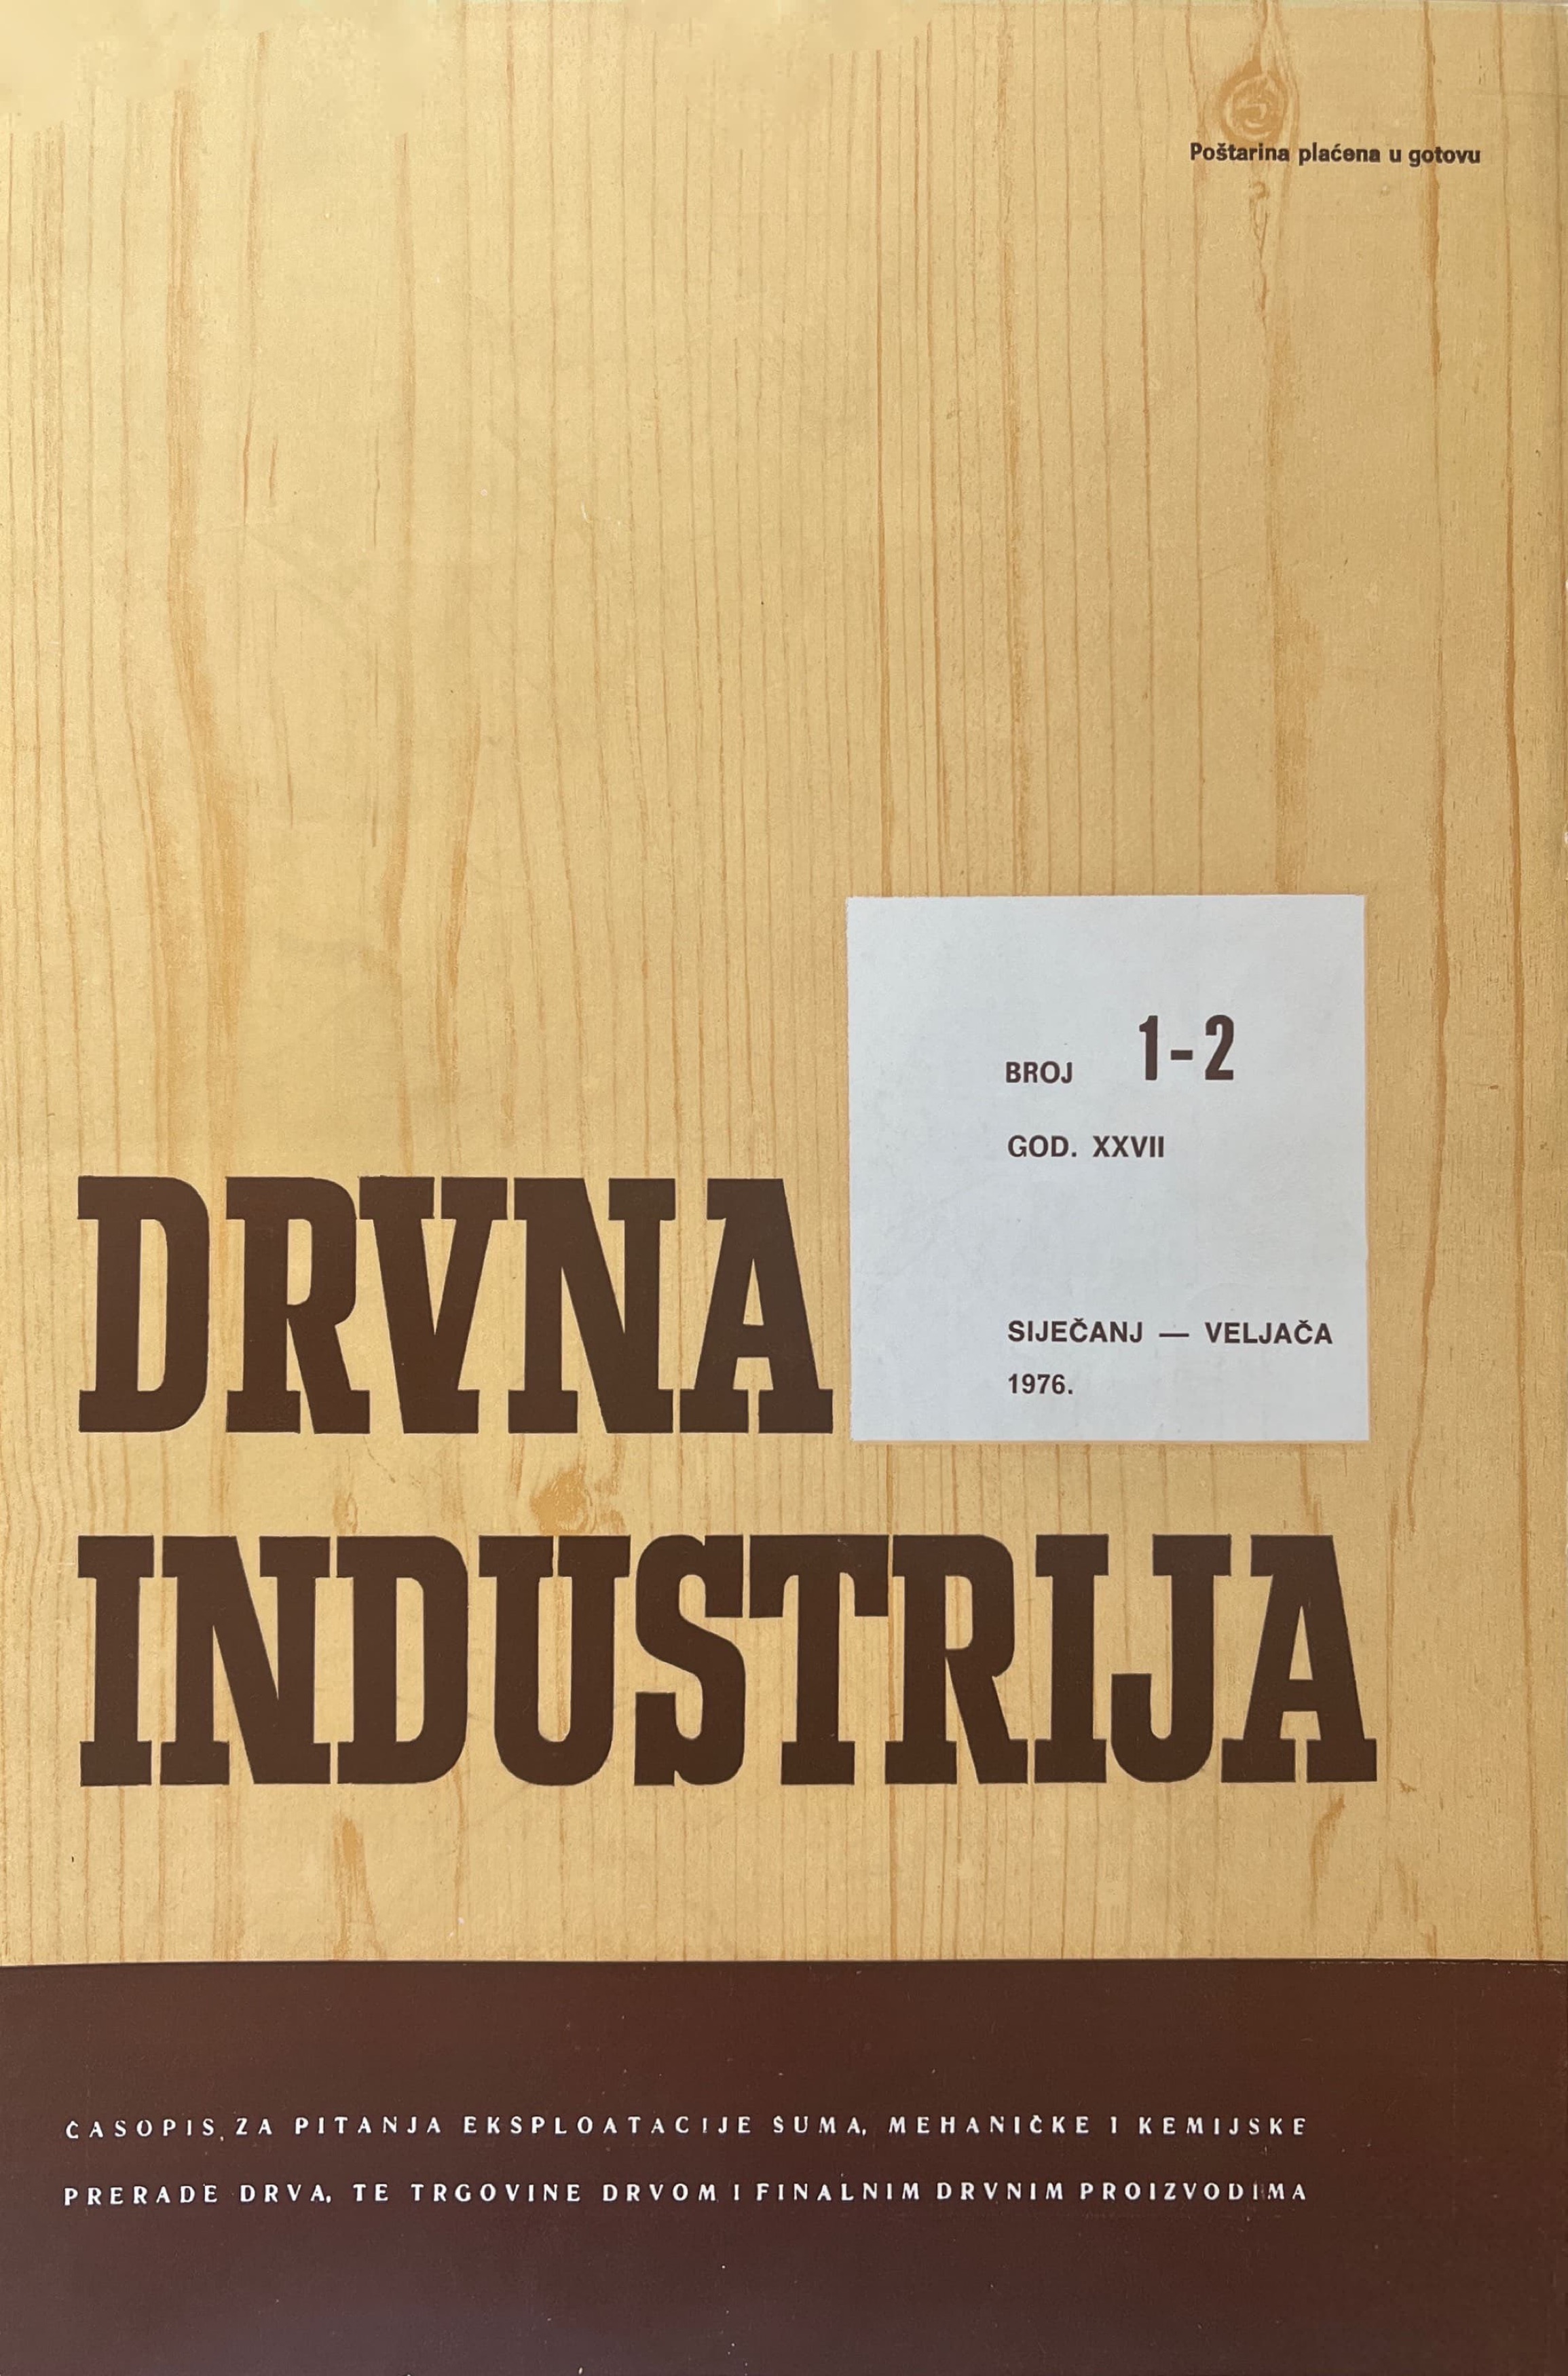 Poštarina plaćena u gotovu
BROJ 1-2
GOD. XXVII
SIJEČANJ — VELJAČA
1976.
DRVNA
INDUSTRIJA
ČASOPIS ZA PITANJA EKSPLOATACIJE ŠUMA, MEHANIČKE I KEMIJSKE
PRERADE DRVA, TE TRGOVINE DRVOM I FINALNIM DRVNIM PROIZVODIMA